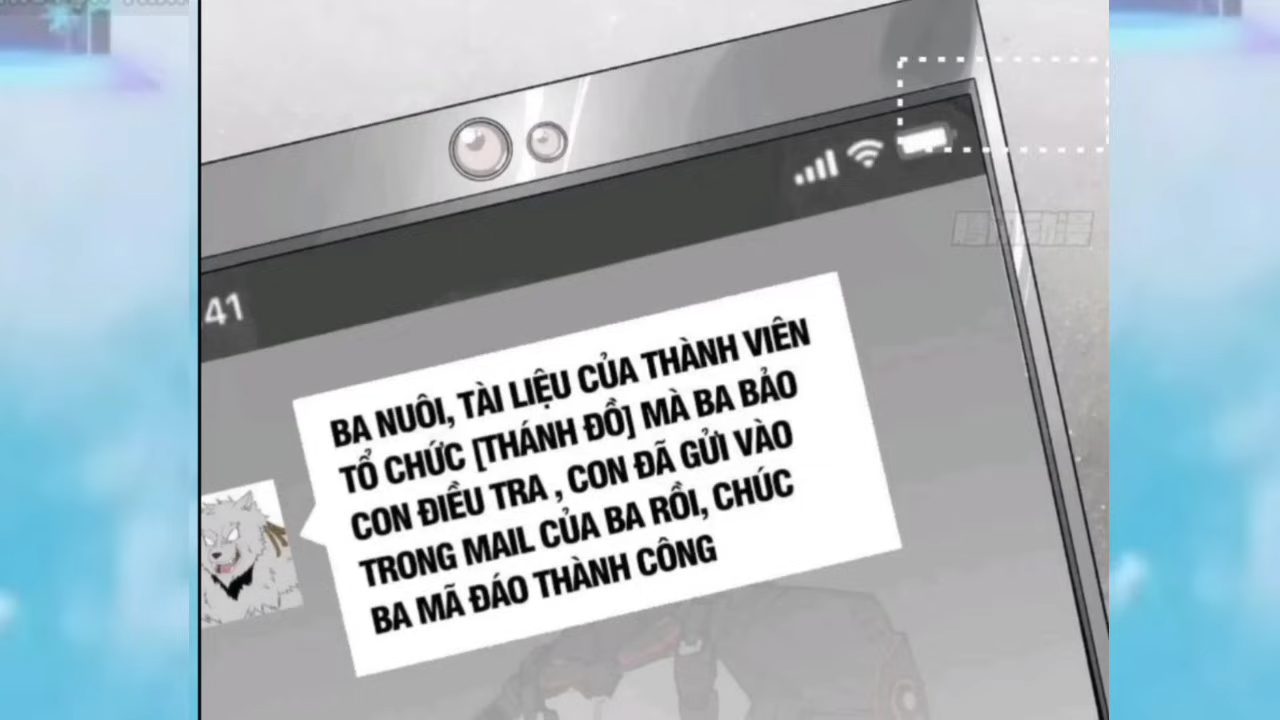 41
BA NUÔI, TÀI LIỆU CỦA THÀNH VIÊN
TỔ CHỨC [THÁNH ĐỒ] MÀ BA BẢO
CON ĐIỀU TRA , CON ĐÃ GỬI VÀO
TRONG MAIL CỦA BA RỒI, CHÚC
BA MÃ ĐÁO THÀNH CÔNG